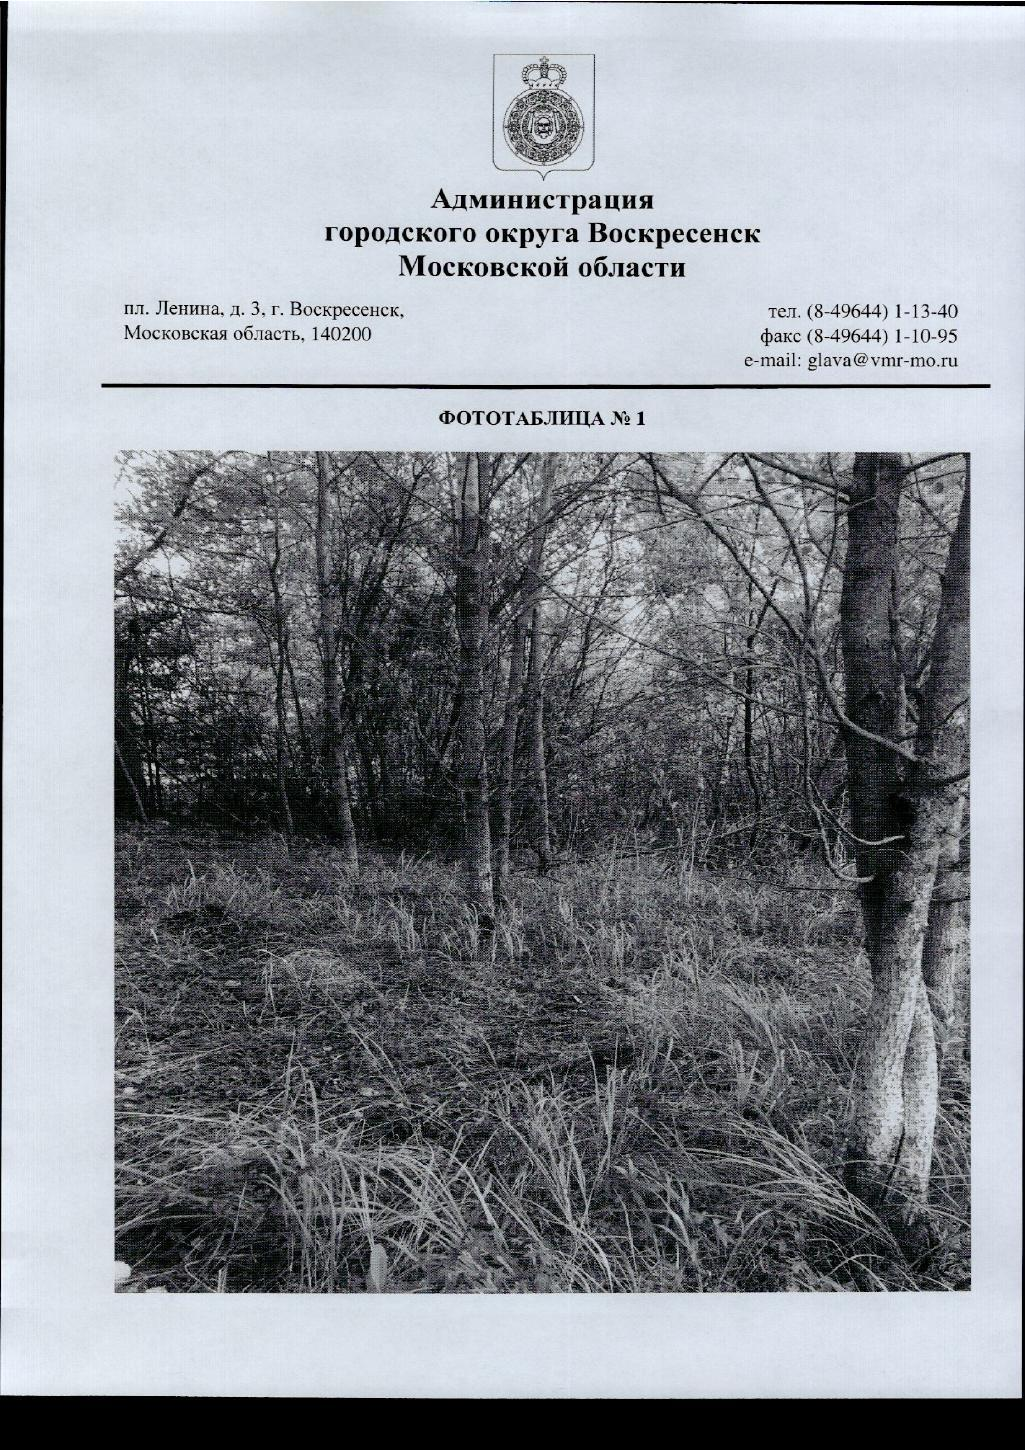 Администрация
городского округа Воскресенск
Московской области
пл. Ленина, д. 3, г. Воскресенск,
Московская область, 140200
тел. (8-49644) 1-13-40
факс (8-49644) 1-10-95
e-mail: glava@vmr-mo.ru
ФОТОТАБЛИЦА № 1